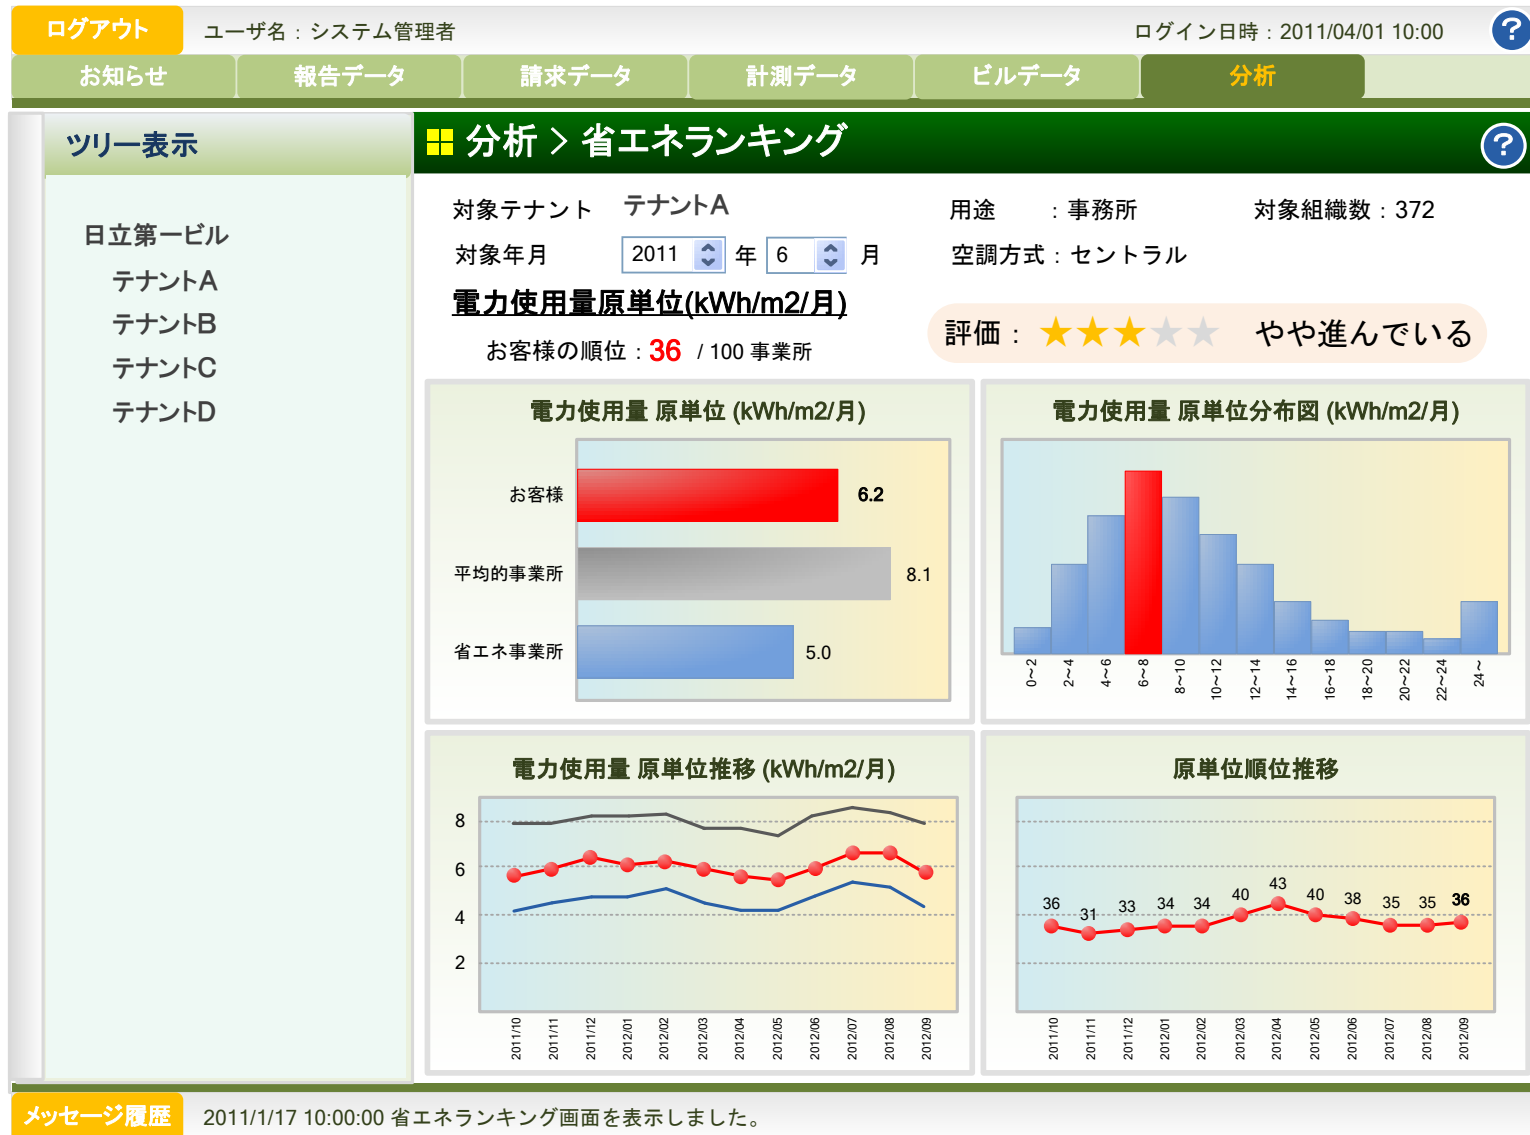 ログアウト ユーザ名：システム管理者 ログイン日時：2011/04/01 10:00 ?
お知らせ 報告データ 請求データ 計測データ ビルデータ 分析
ツリー表示
日立第一ビル
テナントA
テナントB
テナントC
テナントD
分析 > 省エネランキング ?
対象テナント テナントA 用途 ：事務所 対象組織数：372
対象年月 2011 年 6 月 空調方式：セントラル
電力使用量原単位(kWh/m2/月)
お客様の順位：36 / 100 事業所
評価： ★★★★★ やや進んでいる
電力使用量 原単位 (kWh/m2/月)
お客様 6.2
平均的事業所 8.1
省エネ事業所 5.0
電力使用量 原単位分布図 (kWh/m2/月)
0～2 2～4 4～6 6～8 8～10 10～12 12～14 14～16 16～18 18～20 20～22 22～24 24～
電力使用量 原単位推移 (kWh/m2/月)
8
6
4
2
2011/10 2011/11 2011/12 2012/01 2012/02 2012/03 2012/04 2012/05 2012/06 2012/07 2012/08 2012/09
原単位順位推移
36 31 33 34 34 40 43 40 38 35 35 36
2011/10 2011/11 2011/12 2012/01 2012/02 2012/03 2012/04 2012/05 2012/06 2012/07 2012/08 2012/09
メッセージ履歴 2011/1/17 10:00:00 省エネランキング画面を表示しました。